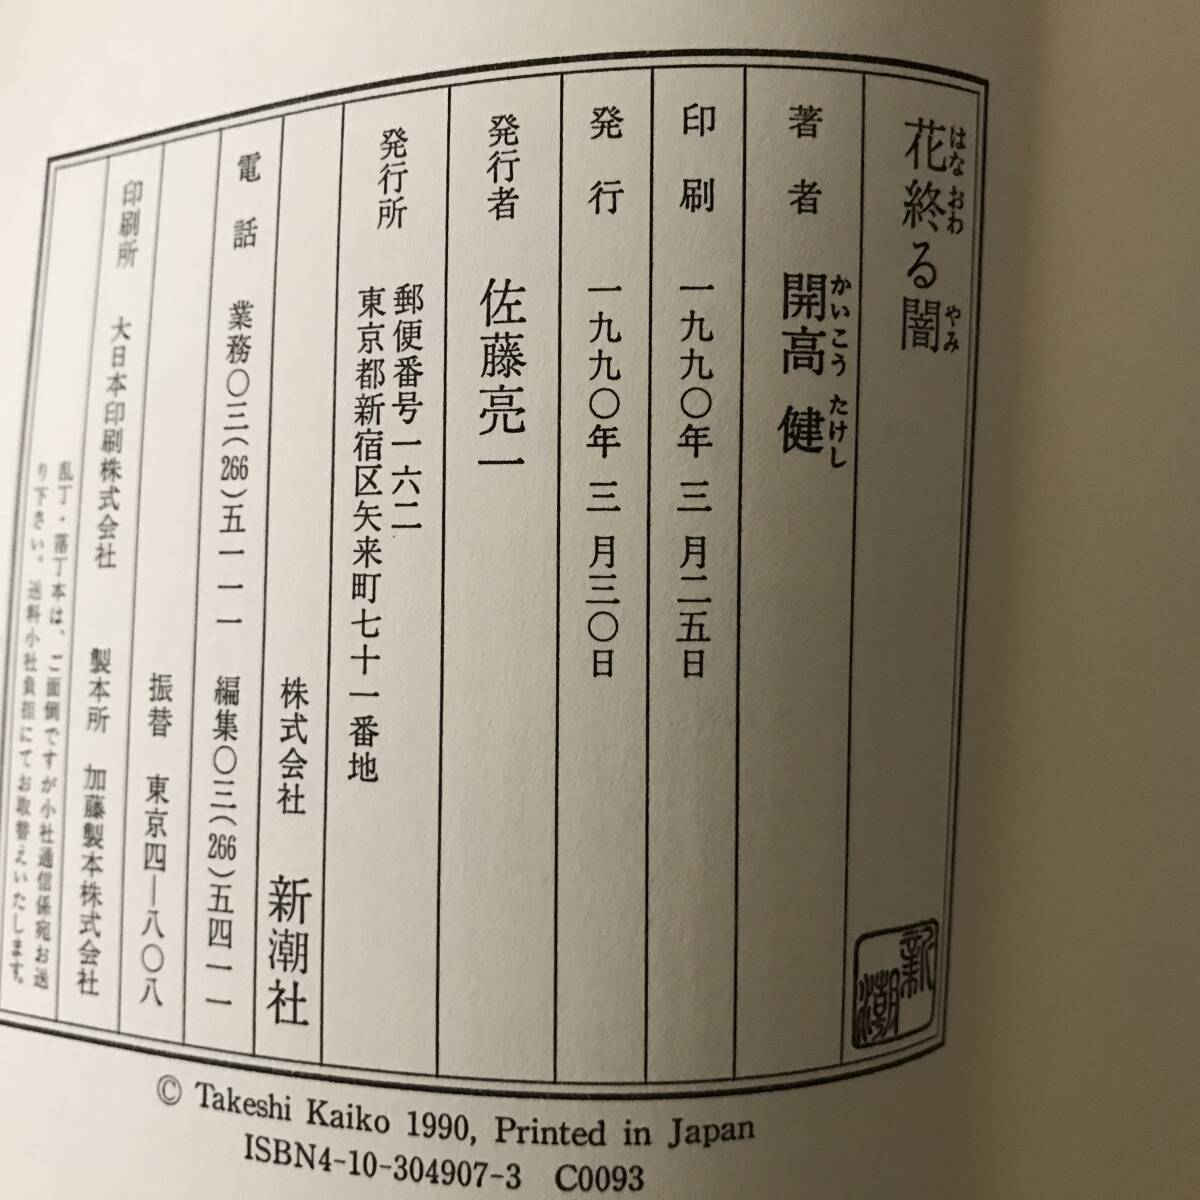 花終る闇
はな おわ やみ
著者 開高 健
かいこう たけし
印刷 一九九〇年三月二五日
発行 一九九〇年三月三〇日
発行者 佐藤亮一
発行所 郵便番号一六二
東京都新宿区矢来町七十一番地
株式会社 新潮社
電話 業務〇三(266)五一一一 編集〇三(266)五四一一
振替 東京四―八〇八
印刷所 大日本印刷株式会社 製本所 加藤製本株式会社
乱丁・落丁本は、ご面倒ですが小社通信係宛お送
り下さい。送料小社負担にてお取替えいたします。
新潮
© Takeshi Kaiko 1990, Printed in Japan
ISBN4-10-304907-3 C0093